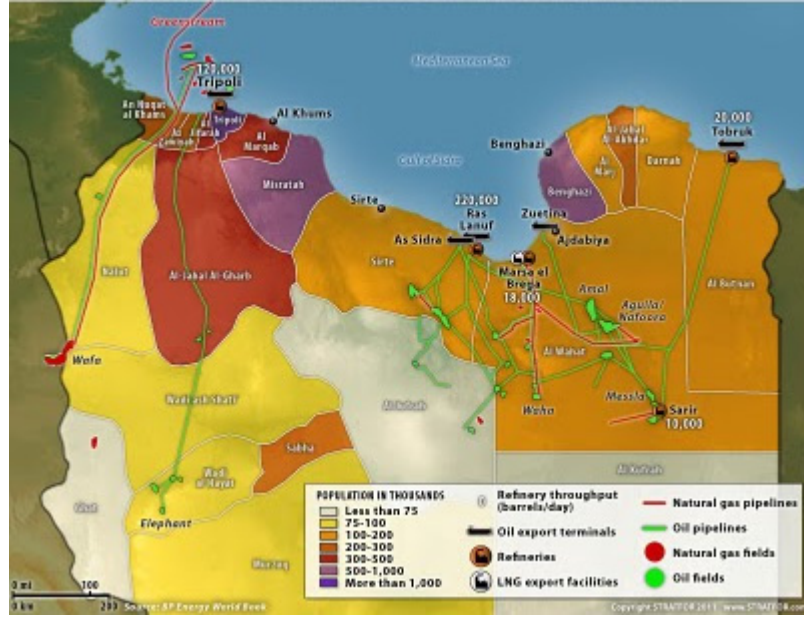 Greenstream
Mediterranean Sea
120,000
Tripoli
An Nuqat
al Khams
Az
Zawiyah
Al
Jifarah
Tripoli
Al Khums
Al
Marqab
Misratah
Gulf of Sidra
Benghazi
Benghazi
Al
Marj
Al Jabal
Al Akhdar
Darnah
20,000
Tobruk
Nalut
Al-Jabal Al-Gharb
Sirte
Sirte
220,000
Ras
Lanuf
As Sidra
Zuetina
Ajdabiya
Marsa el
Brega
18,000
Amal
Al Butnan
Al Wahat
Wafa
Wadi ash Shati'
Al Kufrah
Waha
Messla
Sarir
10,000
Sabha
Wadi
al Hayat
Al Kufrah
Ghat
Elephant
Murzuq
POPULATION IN THOUSANDS
Less than 75
75-100
100-200
200-300
300-500
500-1,000
More than 1,000
0
Refinery throughput
(barrels/day)
Oil export terminals
Refineries
LNG export facilities
Natural gas pipelines
Oil pipelines
Natural gas fields
Oil fields
0 mi 100
0 km 200
Source: BP Energy World Book
Copyright STRATFOR www.STRATFOR.com